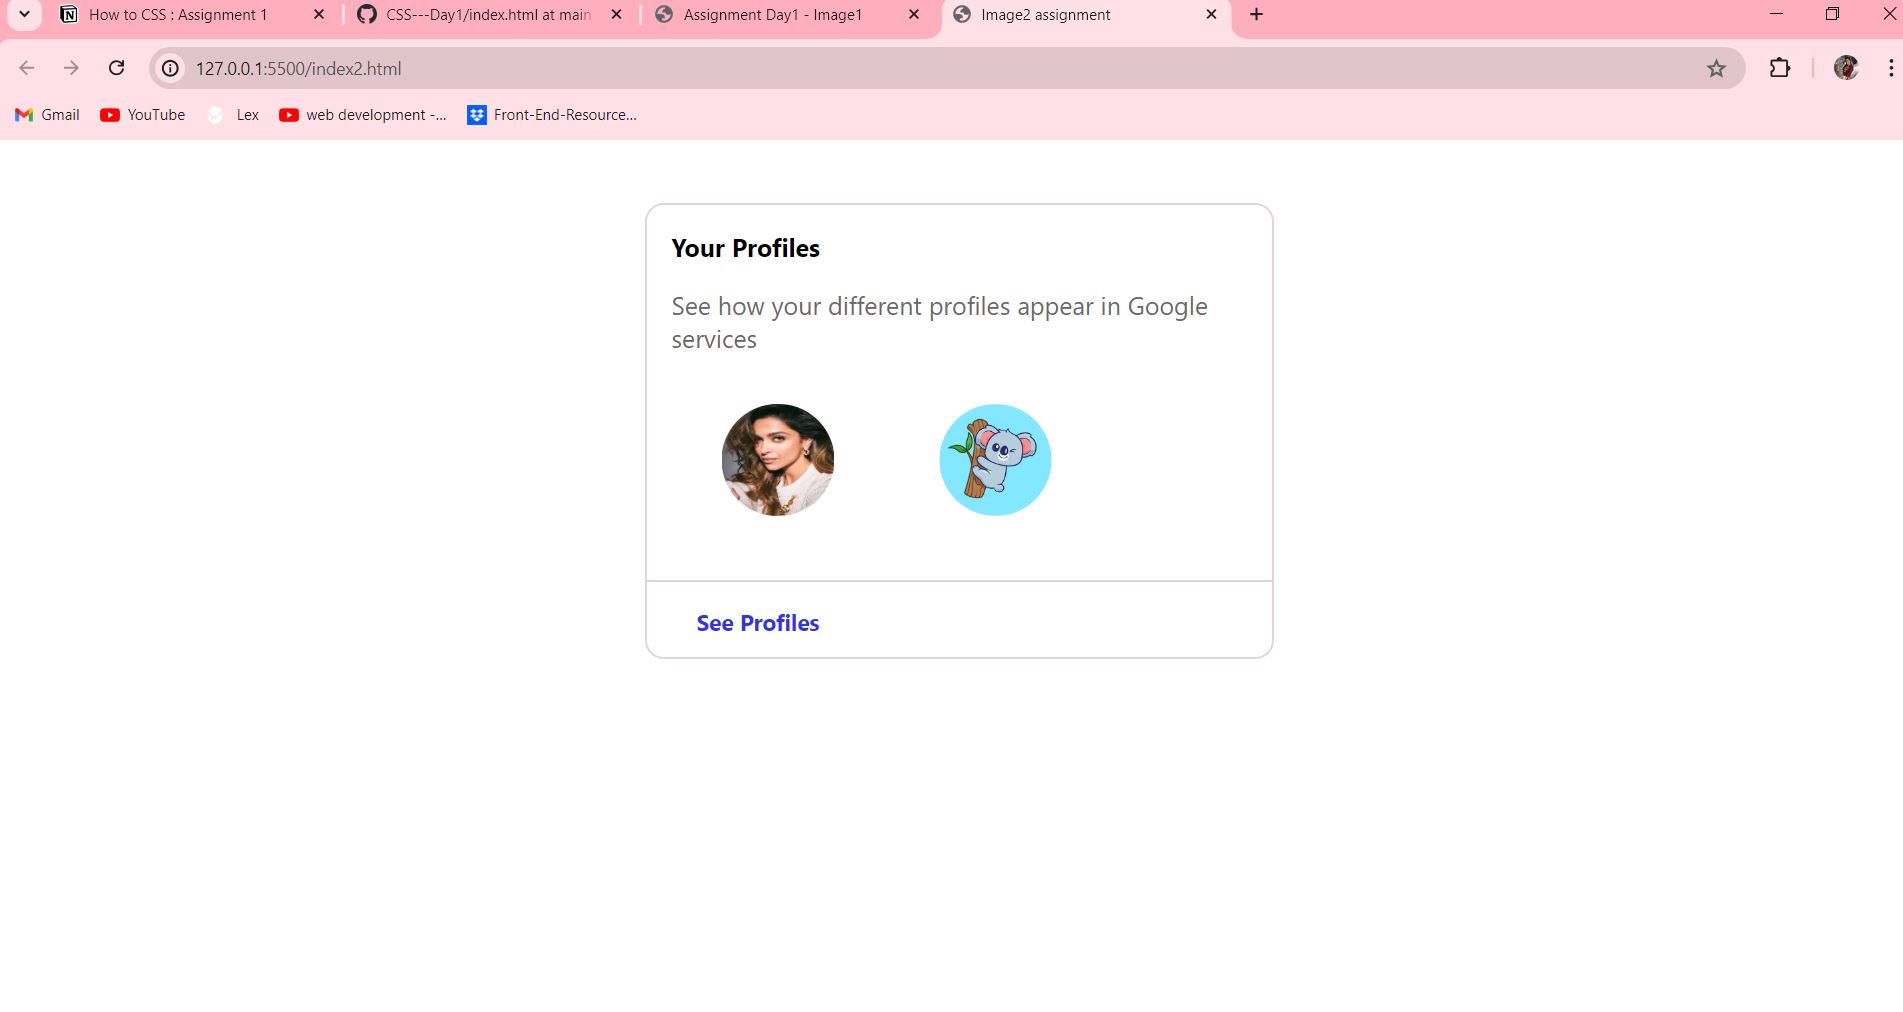 How to CSS : Assignment 1
CSS---Day1/index.html at main
Assignment Day1 - Image1
Image2 assignment
127.0.0.1:5500/index2.html
Gmail
YouTube
Lex
web development -...
Front-End-Resource...
Your Profiles
See how your different profiles appear in Google
services
See Profiles